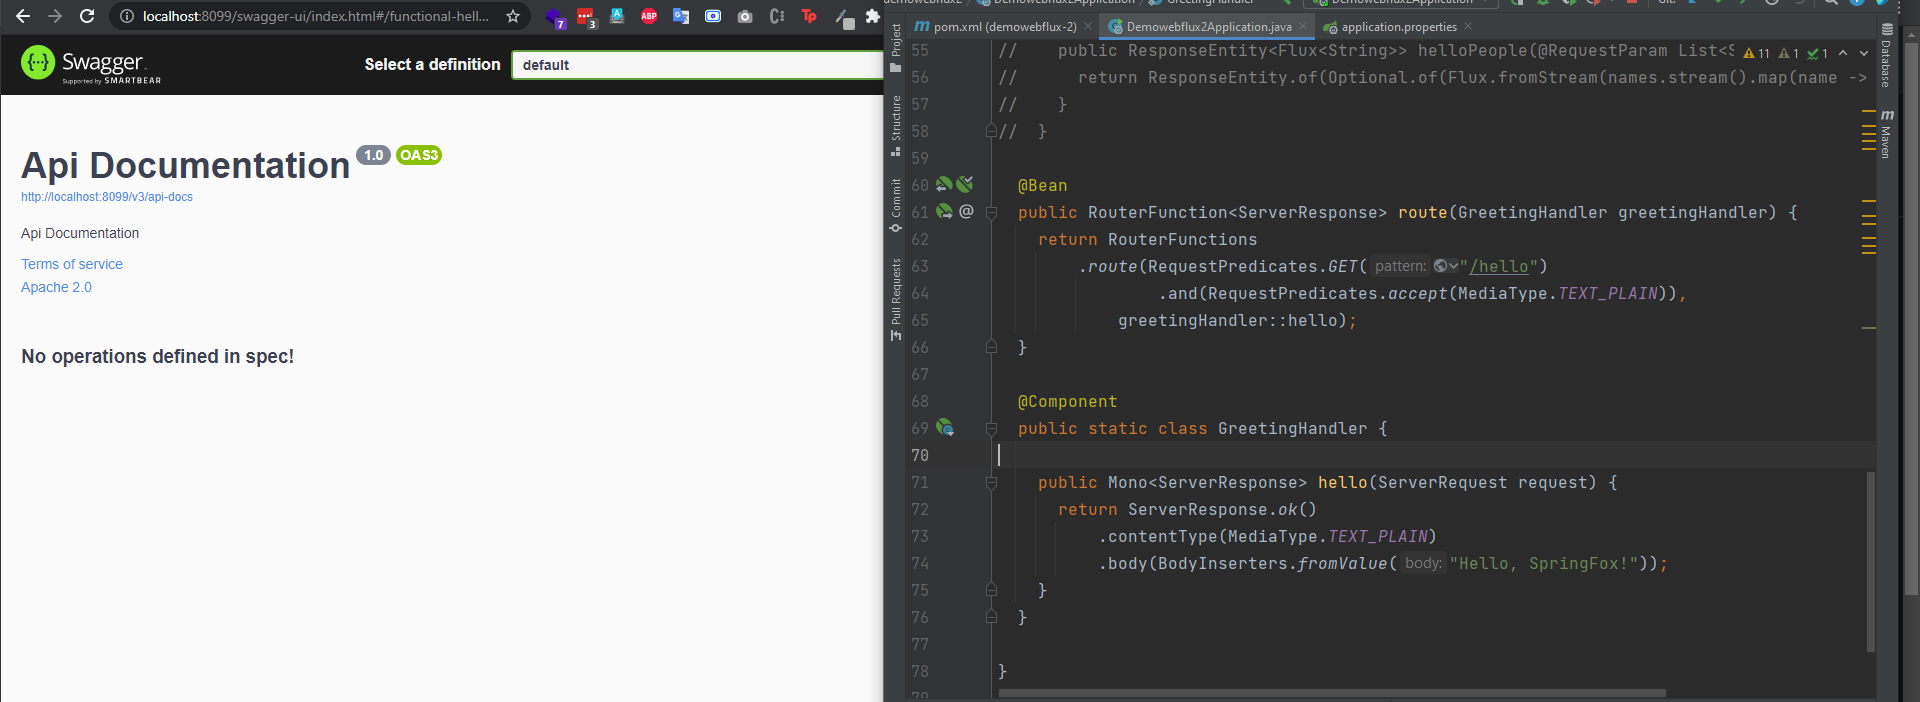 localhost:8099/swagger-ui/index.html#/functional-hell...
7
3
ABP
Tp
Swagger
Supported by SMARTBEAR
Select a definition
default
Api Documentation 1.0 OAS3
http://localhost:8099/v3/api-docs
Api Documentation
Terms of service
Apache 2.0
No operations defined in spec!
pom.xml (demowebflux-2)
Demowebflux2Application.java
application.properties
Project
Structure
Commit
Pull Requests
Database
Maven
11 1 1
55 // public ResponseEntity<Flux<String>> helloPeople(@RequestParam List<S
56 // return ResponseEntity.of(Optional.of(Flux.fromStream(names.stream().map(name ->
57 // }
58 // }
59
60 @Bean
61 public RouterFunction<ServerResponse> route(GreetingHandler greetingHandler) {
62 return RouterFunctions
63 .route(RequestPredicates.GET( pattern: "/hello")
64 .and(RequestPredicates.accept(MediaType.TEXT_PLAIN)),
65 greetingHandler::hello);
66 }
67
68 @Component
69 public static class GreetingHandler {
70
71 public Mono<ServerResponse> hello(ServerRequest request) {
72 return ServerResponse.ok()
73 .contentType(MediaType.TEXT_PLAIN)
74 .body(BodyInserters.fromValue( body: "Hello, SpringFox!"));
75 }
76 }
77
78 }
79